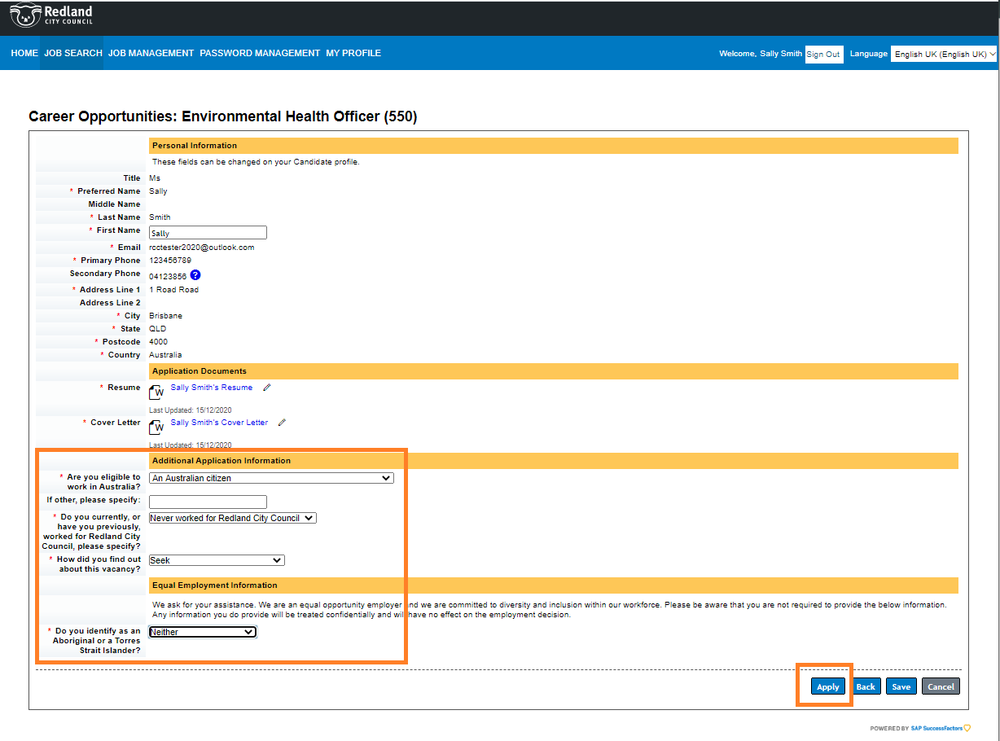 Redland
CITY COUNCIL
HOME JOB SEARCH JOB MANAGEMENT PASSWORD MANAGEMENT MY PROFILE Welcome, Sally Smith Sign Out Language English UK (English UK)
Career Opportunities: Environmental Health Officer (550)
Personal Information
These fields can be changed on your Candidate profile.
Title Ms
* Preferred Name Sally
Middle Name
* Last Name Smith
* First Name Sally
* Email rcctester2020@outlook.com
* Primary Phone 123456789
Secondary Phone 04123856 ?
* Address Line 1 1 Road Road
Address Line 2
* City Brisbane
* State QLD
* Postcode 4000
* Country Australia
Application Documents
* Resume W Sally Smith's Resume
Last Updated: 15/12/2020
* Cover Letter W Sally Smith's Cover Letter
Last Updated: 15/12/2020
Additional Application Information
* Are you eligible to An Australian citizen
work in Australia?
If other, please specify:
* Do you currently, or Never worked for Redland City Council
have you previously,
worked for Redland City
Council, please specify?
* How did you find out Seek
about this vacancy?
Equal Employment Information
We ask for your assistance. We are an equal opportunity employer and we are committed to diversity and inclusion within our workforce. Please be aware that you are not required to provide the below information.
Any information you do provide will be treated confidentially and will have no effect on the employment decision.
* Do you identify as an Neither
Aboriginal or a Torres
Strait Islander?
Apply Back Save Cancel
POWERED BY SAP SuccessFactors